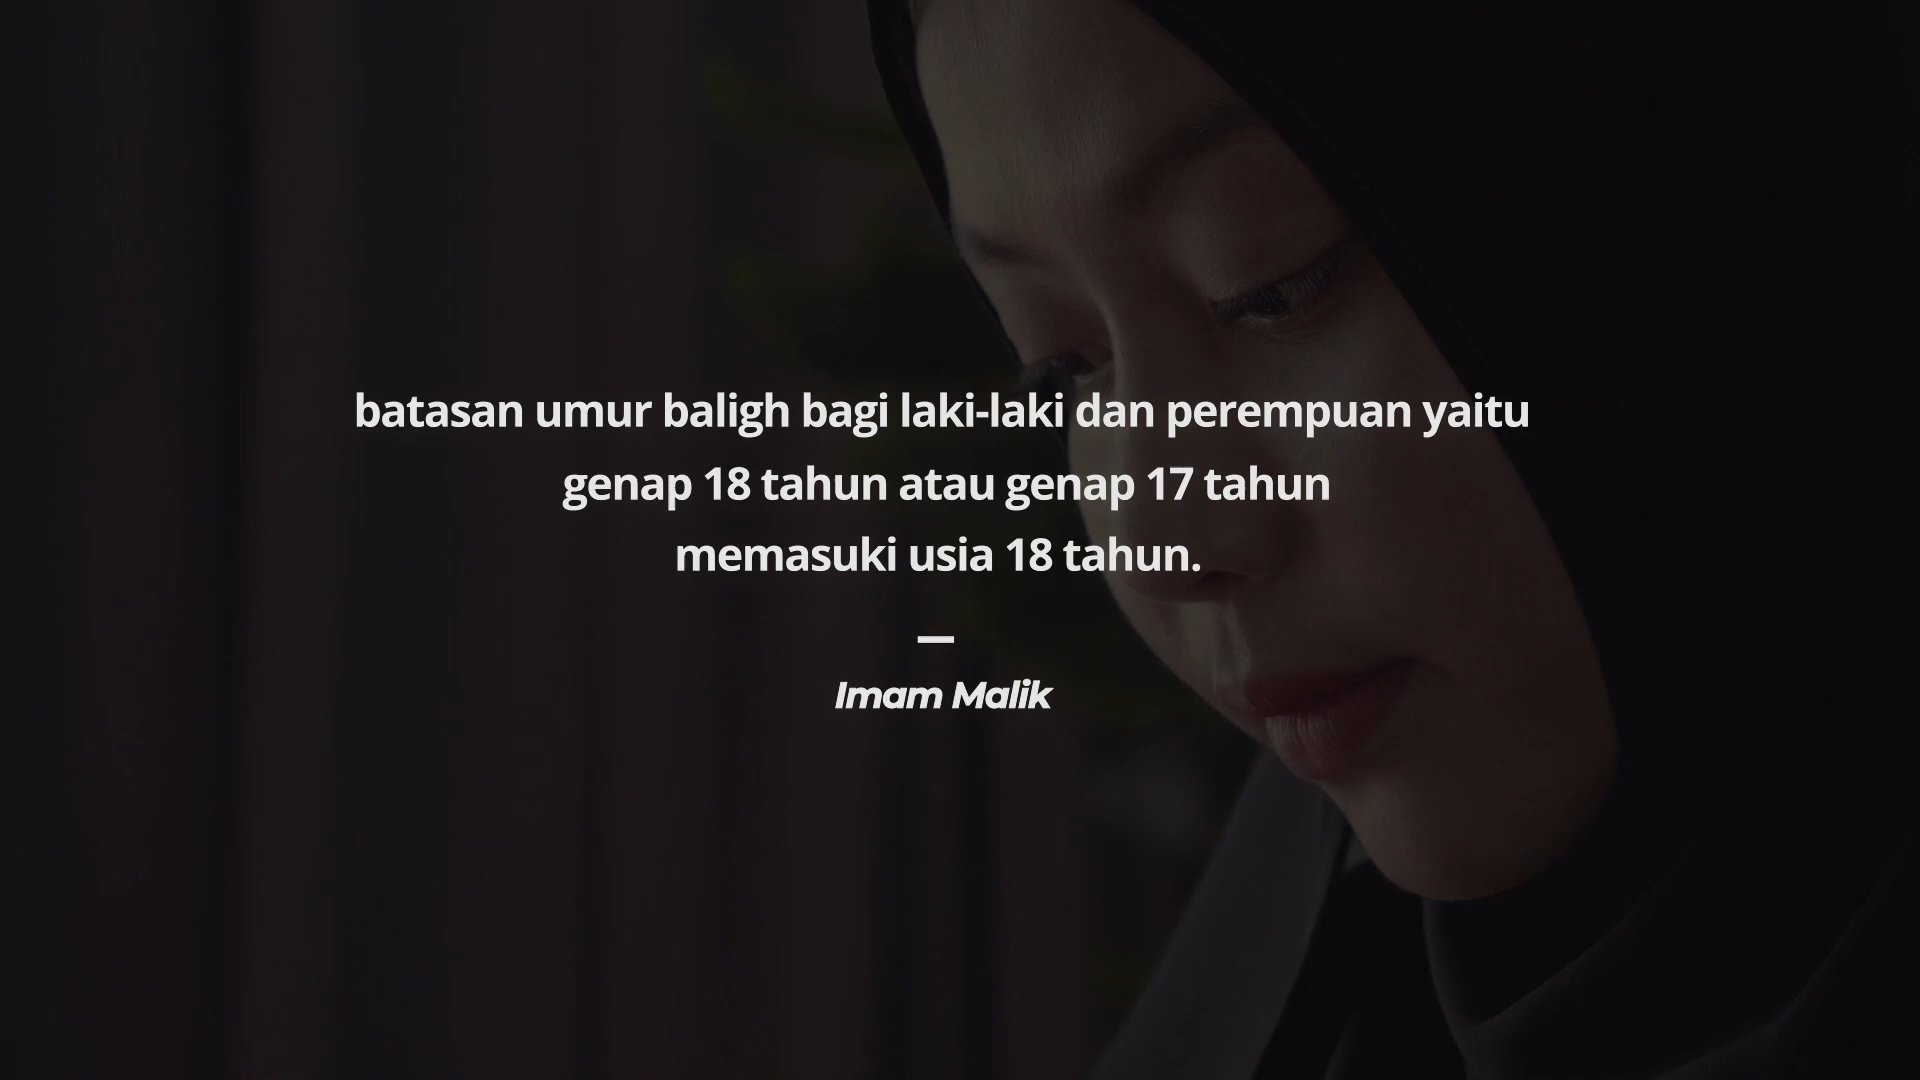 batasan umur baligh bagi laki-laki dan perempuan yaitu
genap 18 tahun atau genap 17 tahun
memasuki usia 18 tahun.
—
Imam Malik